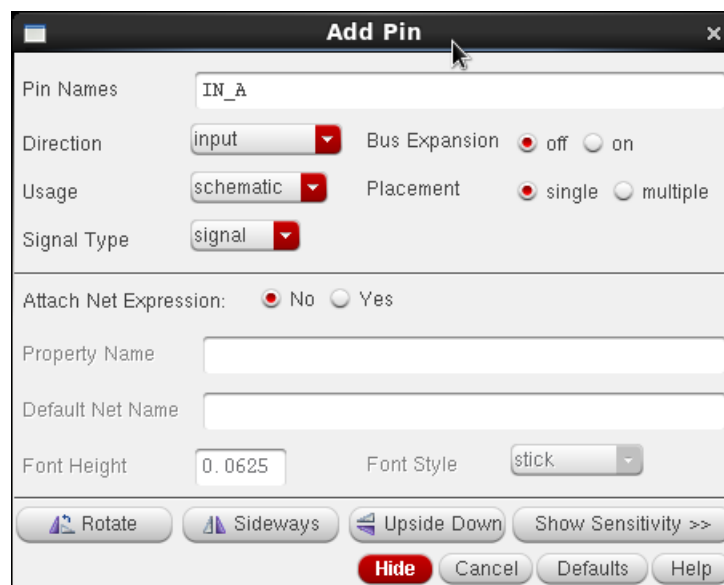 Add Pin
Pin Names IN_A
Direction input Bus Expansion off on
Usage schematic Placement single multiple
Signal Type signal
Attach Net Expression: No Yes
Property Name
Default Net Name
Font Height 0.0625 Font Style stick
Rotate Sideways Upside Down Show Sensitivity >>
Hide Cancel Defaults Help